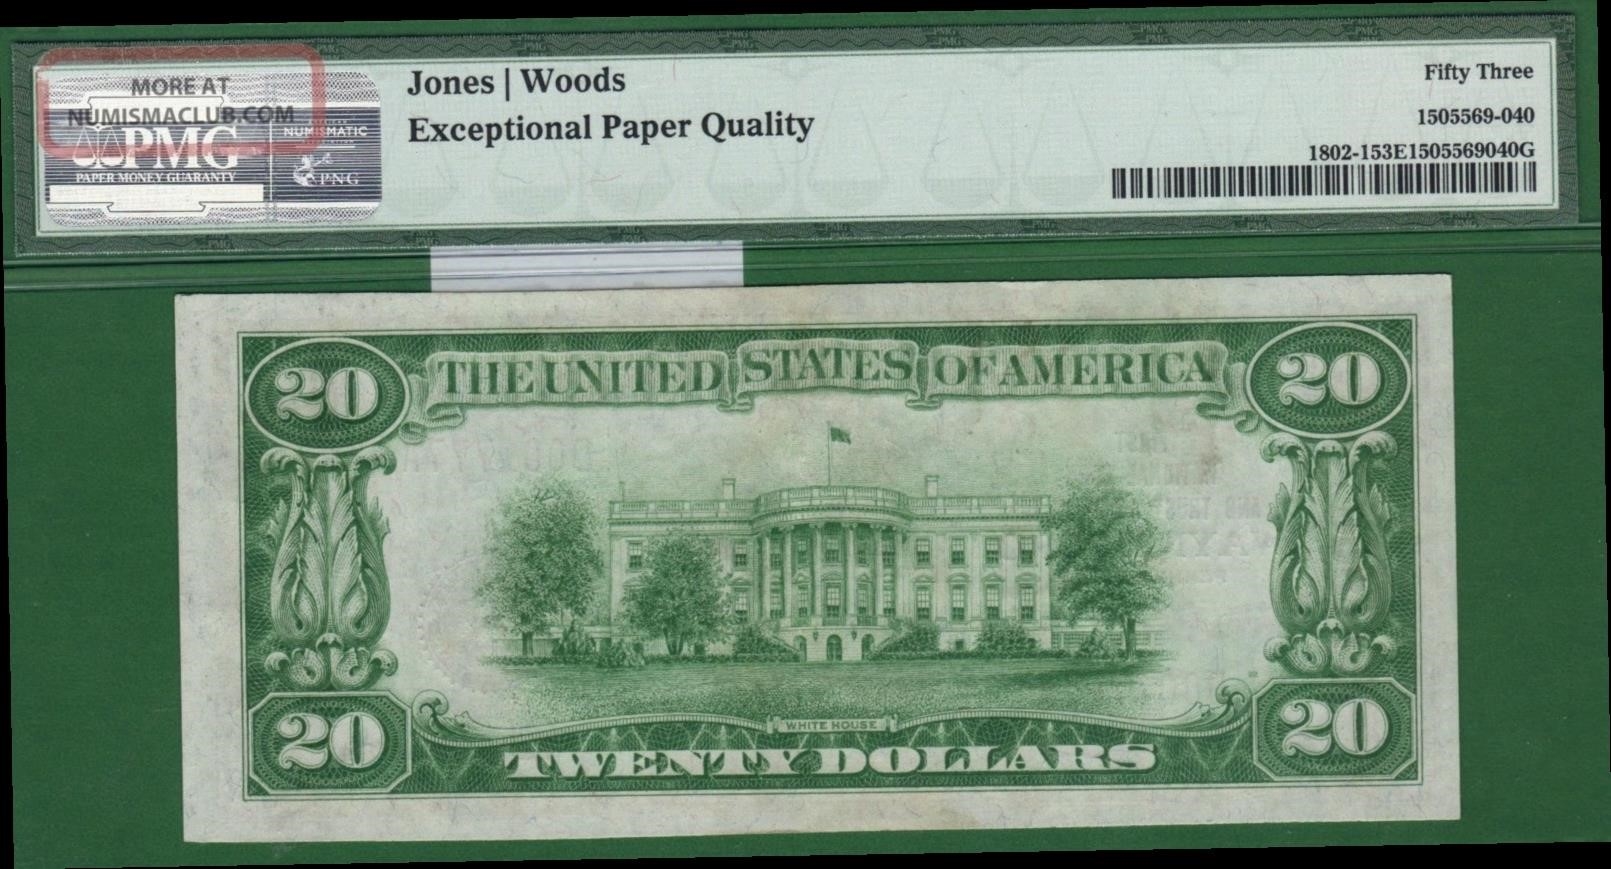 MORE AT
NUMISMACLUB.COM
PMG
PAPER MONEY GUARANTY
NUMISMATIC
PNG
Jones | Woods
Exceptional Paper Quality
Fifty Three
1505569-040
1802-153E1505569040G
20
THE UNITED STATES OF AMERICA
20
WHITE HOUSE
20
TWENTY DOLLARS
20